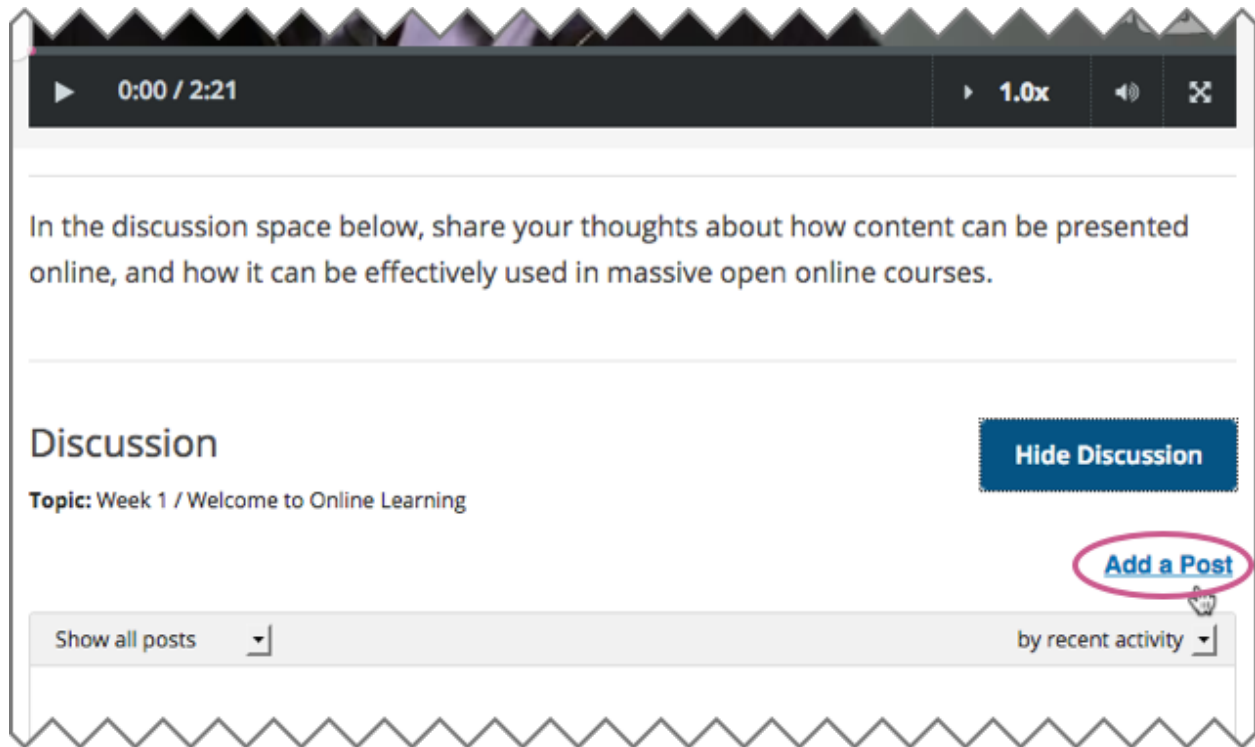 0:00 / 2:21
1.0x
In the discussion space below, share your thoughts about how content can be presented
online, and how it can be effectively used in massive open online courses.
Discussion
Hide Discussion
Topic: Week 1 / Welcome to Online Learning
Add a Post
Show all posts
by recent activity